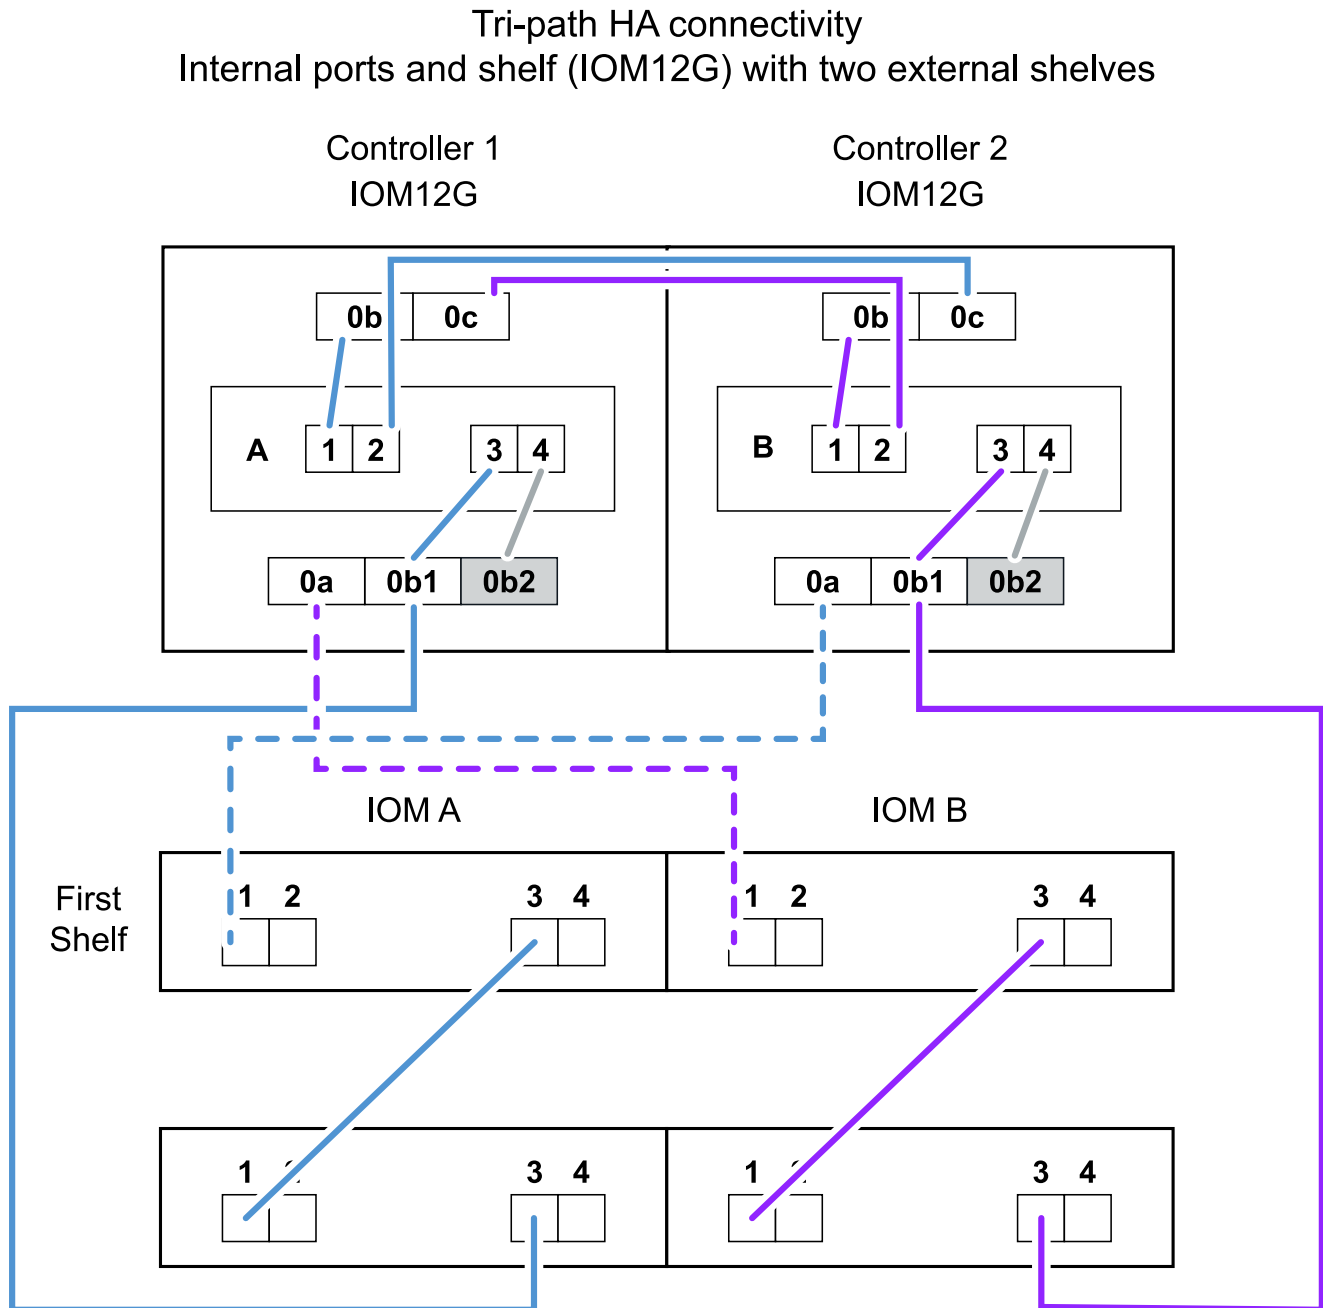 Tri-path HA connectivity
Internal ports and shelf (IOM12G) with two external shelves
Controller 1
IOM12G
Controller 2
IOM12G
0b 0c
0b 0c
A 1 2 3 4
B 1 2 3 4
0a 0b1 0b2
0a 0b1 0b2
IOM A
IOM B
First
Shelf
1 2 3 4
1 2 3 4
1 3 4
1 3 4